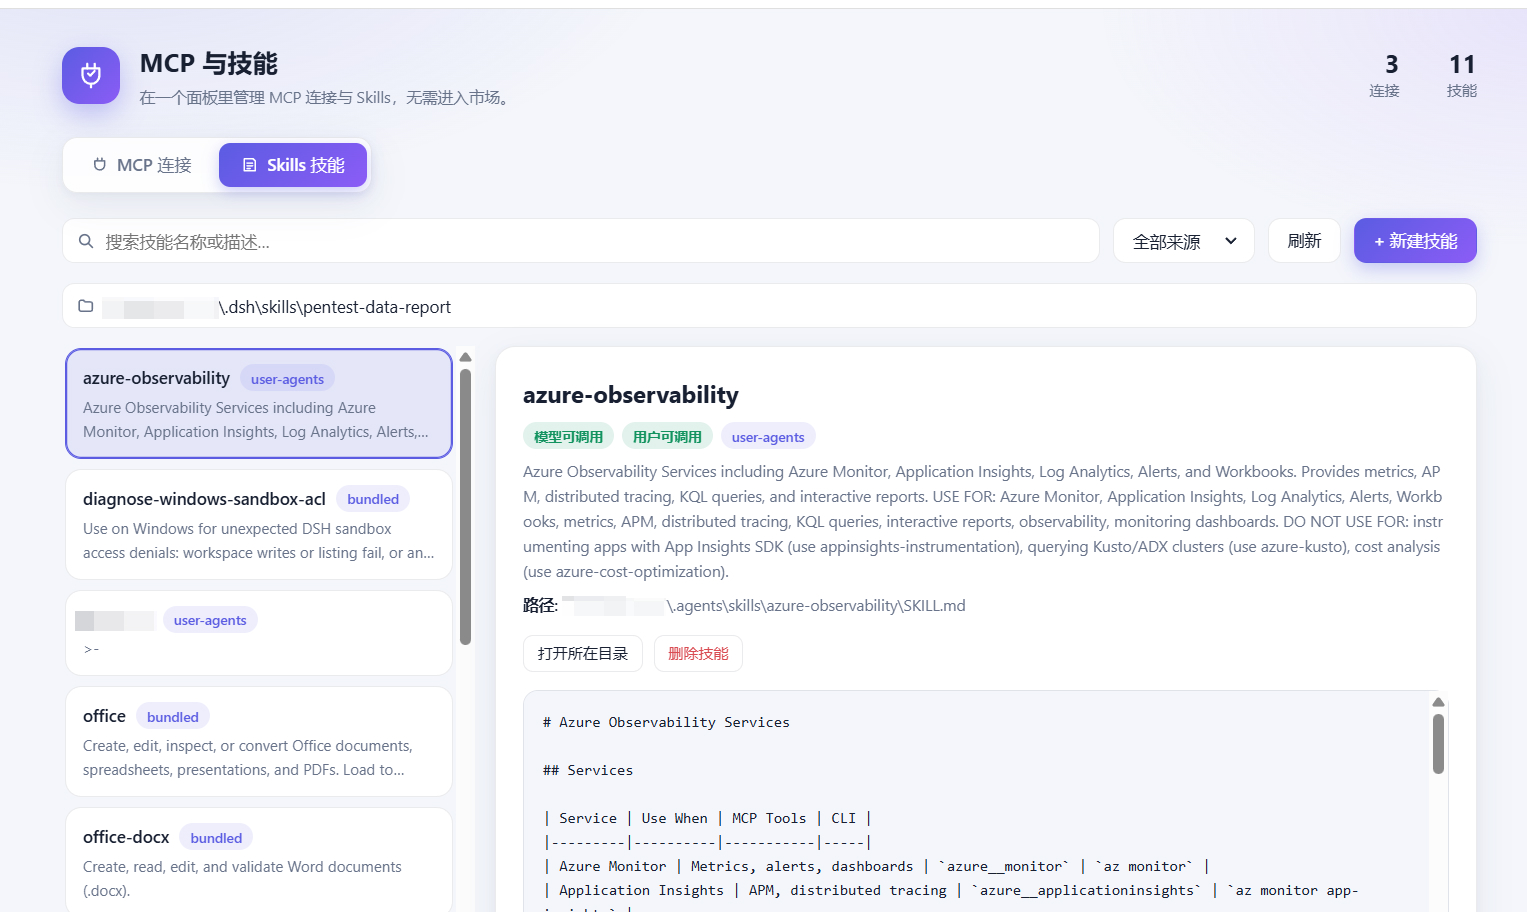 MCP 与技能
在一个面板里管理 MCP 连接与 Skills，无需进入市场。
3
连接
11
技能
MCP 连接
Skills 技能
搜索技能名称或描述...
全部来源
刷新
+ 新建技能
\.dsh\skills\pentest-data-report
azure-observability
user-agents
Azure Observability Services including Azure
Monitor, Application Insights, Log Analytics, Alerts,...
diagnose-windows-sandbox-acl
bundled
Use on Windows for unexpected DSH sandbox
access denials: workspace writes or listing fail, or an...
user-agents
>-
office
bundled
Create, edit, inspect, or convert Office documents,
spreadsheets, presentations, and PDFs. Load to...
office-docx
bundled
Create, read, edit, and validate Word documents
(.docx).
azure-observability
模型可调用
用户可调用
user-agents
Azure Observability Services including Azure Monitor, Application Insights, Log Analytics, Alerts, and Workbooks. Provides metrics, AP
M, distributed tracing, KQL queries, and interactive reports. USE FOR: Azure Monitor, Application Insights, Log Analytics, Alerts, Workb
ooks, metrics, APM, distributed tracing, KQL queries, interactive reports, observability, monitoring dashboards. DO NOT USE FOR: instr
umenting apps with App Insights SDK (use appinsights-instrumentation), querying Kusto/ADX clusters (use azure-kusto), cost analysis
(use azure-cost-optimization).
路径: \.agents\skills\azure-observability\SKILL.md
打开所在目录
删除技能
# Azure Observability Services
## Services
| Service | Use When | MCP Tools | CLI |
|---------|----------|-----------|-----|
| Azure Monitor | Metrics, alerts, dashboards | `azure__monitor` | `az monitor` |
| Application Insights | APM, distributed tracing | `azure__applicationinsights` | `az monitor app-